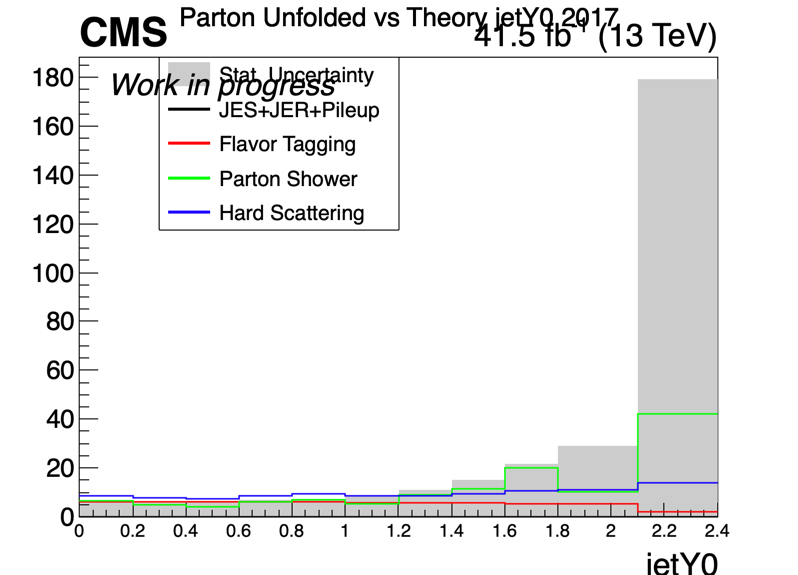 Parton Unfolded vs Theory jetY0 2017
CMS
41.5 fb⁻¹ (13 TeV)
Work in progress
Stat. Uncertainty
JES+JER+Pileup
Flavor Tagging
Parton Shower
Hard Scattering
180
160
140
120
100
80
60
40
20
0
0 0.2 0.4 0.6 0.8 1 1.2 1.4 1.6 1.8 2 2.2 2.4
jetY0